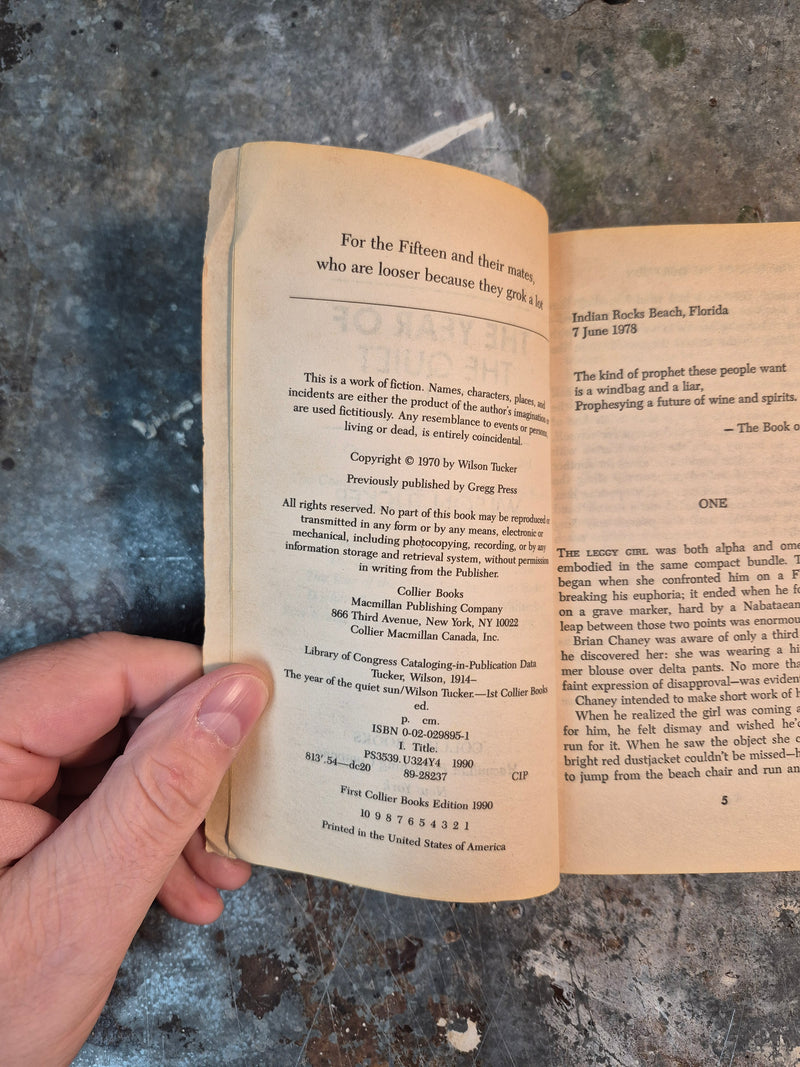 For the Fifteen and their mates,
who are looser because they grok a lot
THE YEAR OF
THE QUIET
This is a work of fiction. Names, characters, places, and
incidents are either the product of the author's imagination or
are used fictitiously. Any resemblance to events or persons,
living or dead, is entirely coincidental.
Copyright © 1970 by Wilson Tucker
Previously published by Gregg Press
All rights reserved. No part of this book may be reproduced or
transmitted in any form or by any means, electronic or
mechanical, including photocopying, recording, or by any
information storage and retrieval system, without permission
in writing from the Publisher.
Collier Books
Macmillan Publishing Company
866 Third Avenue, New York, NY 10022
Collier Macmillan Canada, Inc.
Library of Congress Cataloging-in-Publication Data
Tucker, Wilson, 1914–
The year of the quiet sun/Wilson Tucker.—1st Collier Books
ed.
p. cm.
ISBN 0-02-029895-1
I. Title.
PS3539.U324Y4 1990
813'.54—dc20 89-28237 CIP
First Collier Books Edition 1990
10 9 8 7 6 5 4 3 2 1
Printed in the United States of America
Indian Rocks Beach, Florida
7 June 1978
The kind of prophet these people want
is a windbag and a liar,
Prophesying a future of wine and spirits.
— The Book o
ONE
THE LEGGY GIRL was both alpha and ome
embodied in the same compact bundle. T
began when she confronted him on a F
breaking his euphoria; it ended when he fo
on a grave marker, hard by a Nabataean
leap between those two points was enormou
Brian Chaney was aware of only a third
he discovered her: she was wearing a hi
mer blouse over delta pants. No more tha
faint expression of disapproval—was eviden
Chaney intended to make short work of h
When he realized the girl was coming a
for him, he felt dismay and wished he'd
run for it. When he saw the object she c
bright red dustjacket couldn't be missed—h
to jump from the beach chair and run an
5